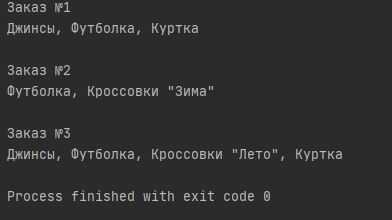 Заказ №1
Джинсы, Футболка, Куртка
Заказ №2
Футболка, Кроссовки "Зима"
Заказ №3
Джинсы, Футболка, Кроссовки "Лето", Куртка
Process finished with exit code 0